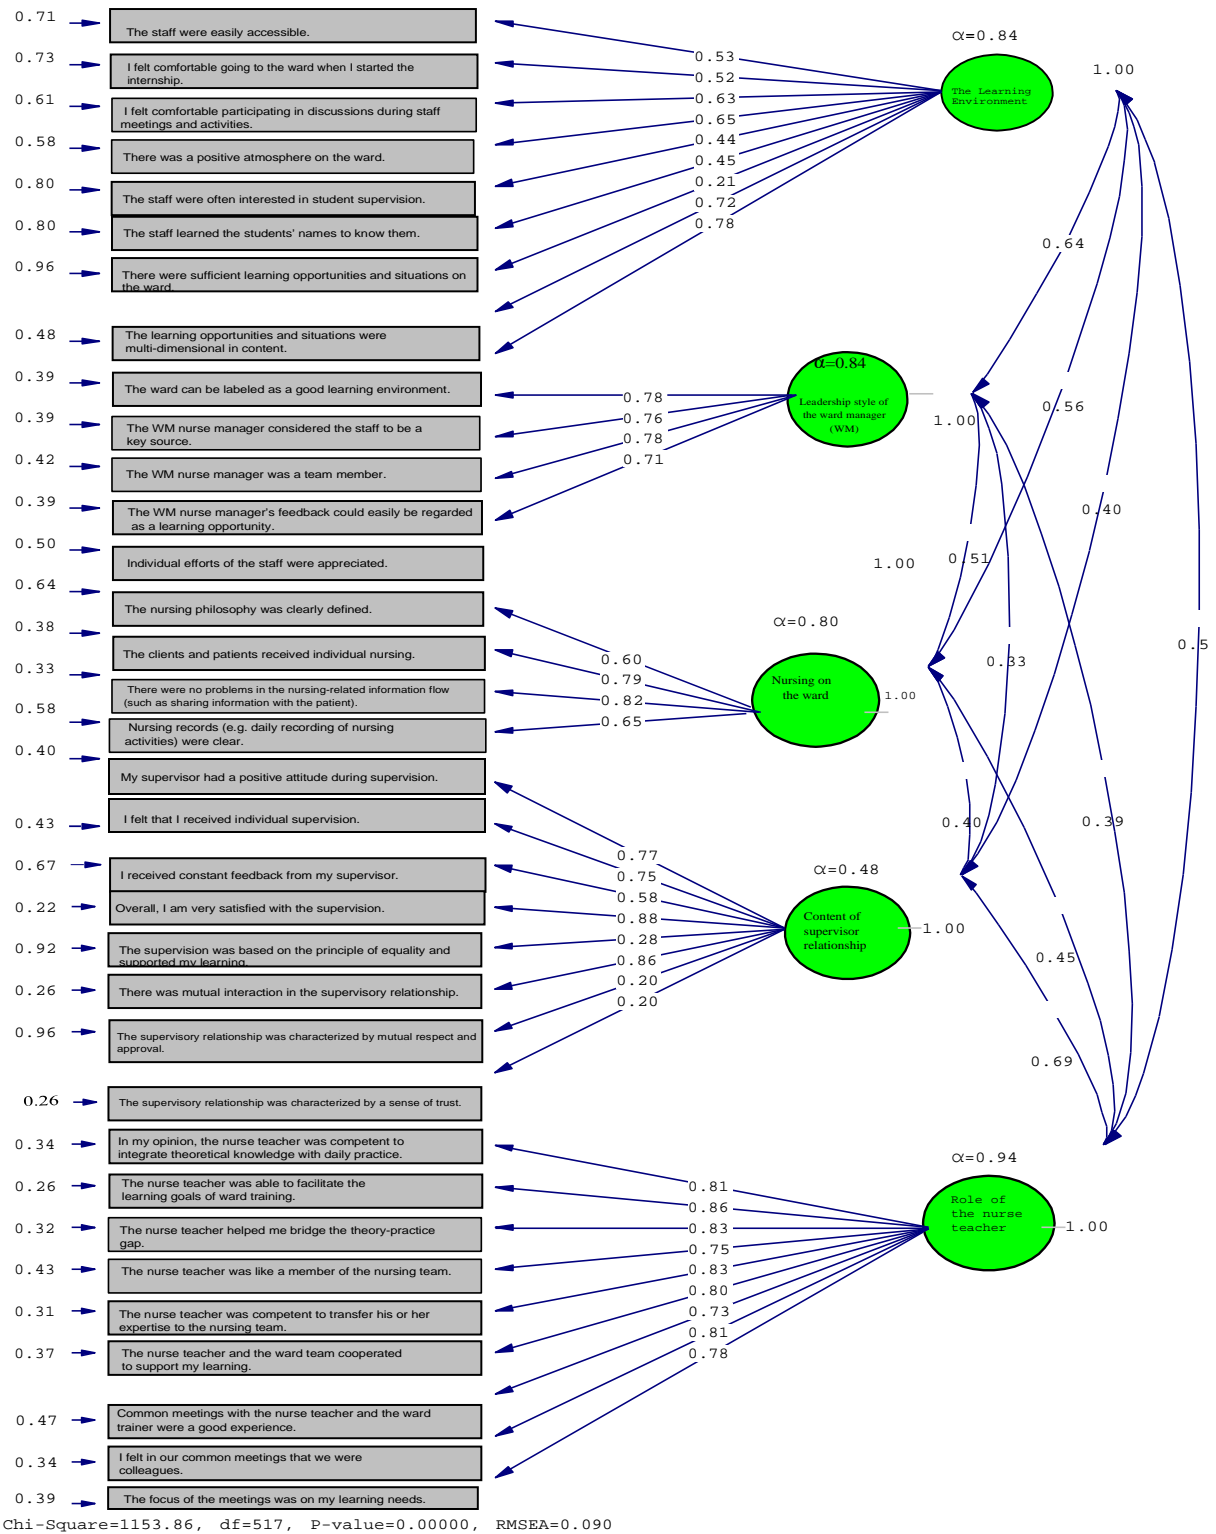 0.71
The staff were easily accessible.
0.73
I felt comfortable going to the ward when I started the
internship.
0.61
I felt comfortable participating in discussions during staff
meetings and activities.
0.58
There was a positive atmosphere on the ward.
0.80
The staff were often interested in student supervision.
0.80
The staff learned the students' names to know them.
0.96
There were sufficient learning opportunities and situations on
the ward.
0.48
The learning opportunities and situations were
multi-dimensional in content.
0.39
The ward can be labeled as a good learning environment.
0.39
The WM nurse manager considered the staff to be a
key source.
0.42
The WM nurse manager was a team member.
0.39
The WM nurse manager's feedback could easily be regarded
as a learning opportunity.
0.50
Individual efforts of the staff were appreciated.
0.64
The nursing philosophy was clearly defined.
0.38
The clients and patients received individual nursing.
0.33
There were no problems in the nursing-related information flow
(such as sharing information with the patient).
0.58
Nursing records (e.g. daily recording of nursing
activities) were clear.
0.40
My supervisor had a positive attitude during supervision.
I felt that I received individual supervision.
0.43
0.67
I received constant feedback from my supervisor.
0.22
Overall, I am very satisfied with the supervision.
0.92
The supervision was based on the principle of equality and
supported my learning.
0.26
There was mutual interaction in the supervisory relationship.
0.96
The supervisory relationship was characterized by mutual respect and
approval.
0.26
The supervisory relationship was characterized by a sense of trust.
0.34
In my opinion, the nurse teacher was competent to
integrate theoretical knowledge with daily practice.
0.26
The nurse teacher was able to facilitate the
learning goals of ward training.
0.32
The nurse teacher helped me bridge the theory-practice
gap.
0.43
The nurse teacher was like a member of the nursing team.
0.31
The nurse teacher was competent to transfer his or her
expertise to the nursing team.
0.37
The nurse teacher and the ward team cooperated
to support my learning.
0.47
Common meetings with the nurse teacher and the ward
trainer were a good experience.
0.34
I felt in our common meetings that we were
colleagues.
0.39
The focus of the meetings was on my learning needs.
0.53
0.52
0.63
0.65
0.44
0.45
0.21
0.72
0.78
α=0.84
The Learning
Environment
1.00
0.78
0.76
0.78
0.71
α=0.84
Leadership style of
the ward manager
(WM)
1.00
0.60
0.79
0.82
0.65
α=0.80
Nursing on
the ward
1.00
1.00
0.77
0.75
0.58
0.88
0.28
0.86
0.20
0.20
α=0.48
Content of
supervisor
relationship
1.00
0.81
0.86
0.83
0.75
0.83
0.80
0.73
0.81
0.78
α=0.94
Role of
the nurse
teacher
1.00
0.64
0.56
0.40
0.51
0.5
0.33
0.40
0.39
0.45
0.69
Chi-Square=1153.86, df=517, P-value=0.00000, RMSEA=0.090